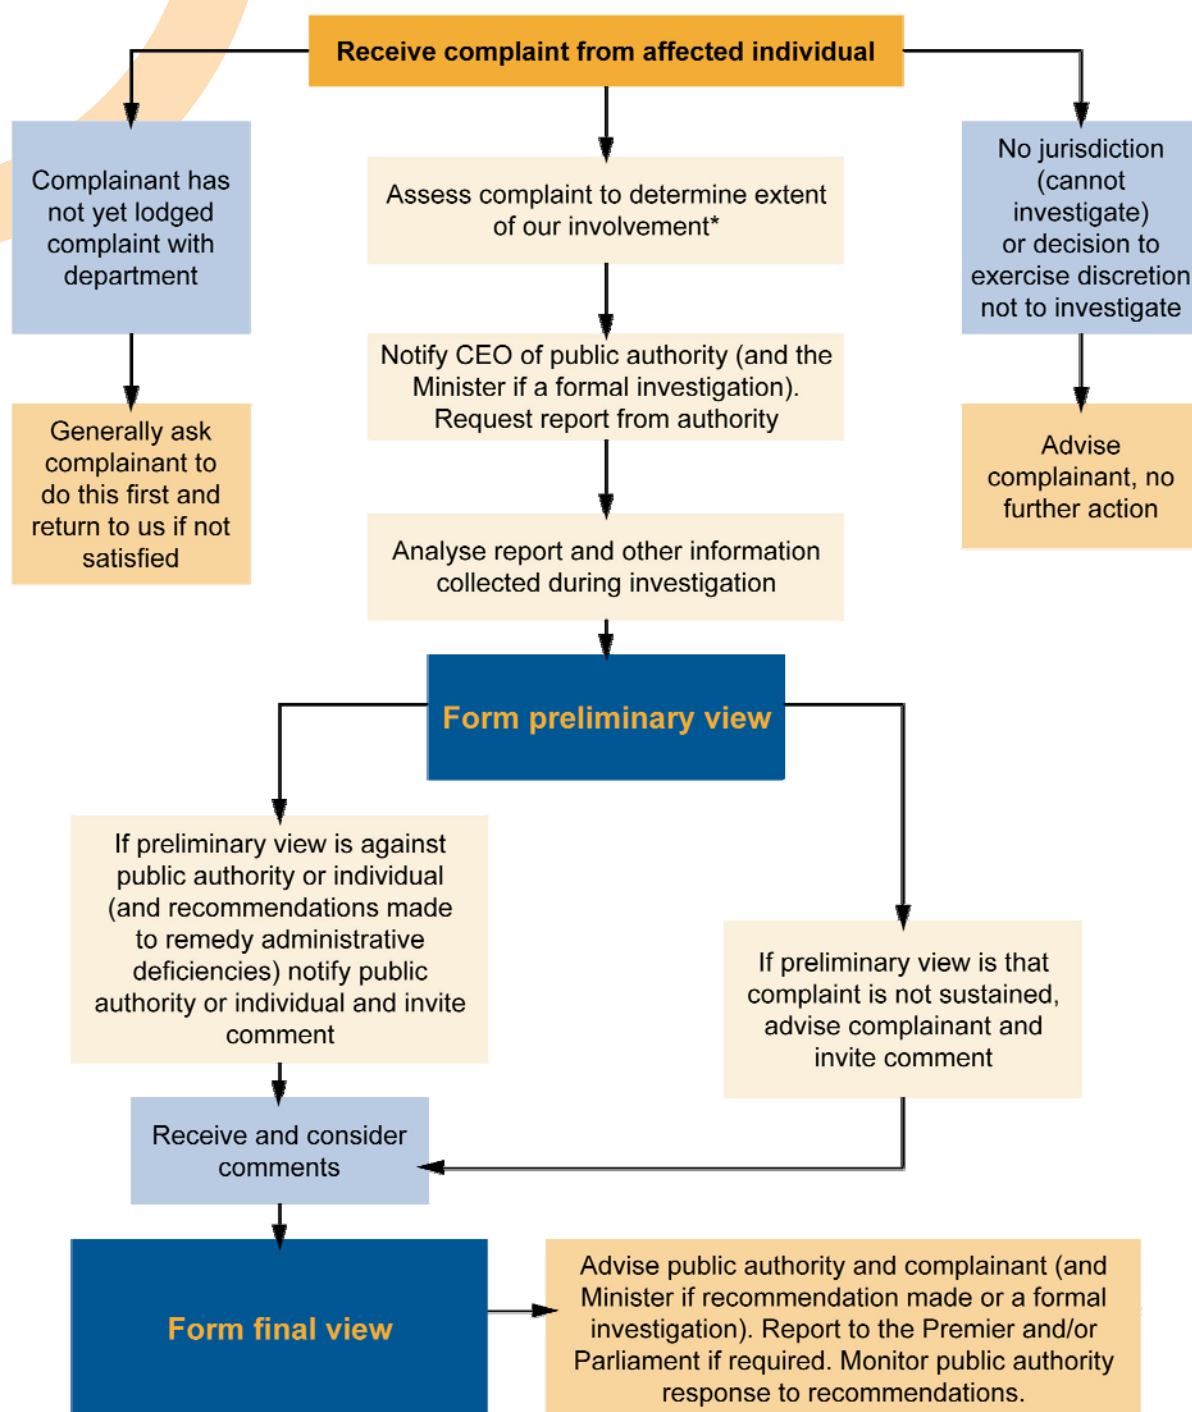 Receive complaint from affected individual
Complainant has
not yet lodged
complaint with
department
Assess complaint to determine extent
of our involvement*
No jurisdiction
(cannot
investigate)
or decision to
exercise discretion
not to investigate
Generally ask
complainant to
do this first and
return to us if not
satisfied
Notify CEO of public authority (and the
Minister if a formal investigation).
Request report from authority
Advise
complainant, no
further action
Analyse report and other information
collected during investigation
Form preliminary view
If preliminary view is against
public authority or individual
(and recommendations made
to remedy administrative
deficiencies) notify public
authority or individual and invite
comment
If preliminary view is that
complaint is not sustained,
advise complainant and
invite comment
Receive and consider
comments
Form final view
Advise public authority and complainant (and
Minister if recommendation made or a formal
investigation). Report to the Premier and/or
Parliament if required. Monitor public authority
response to recommendations.